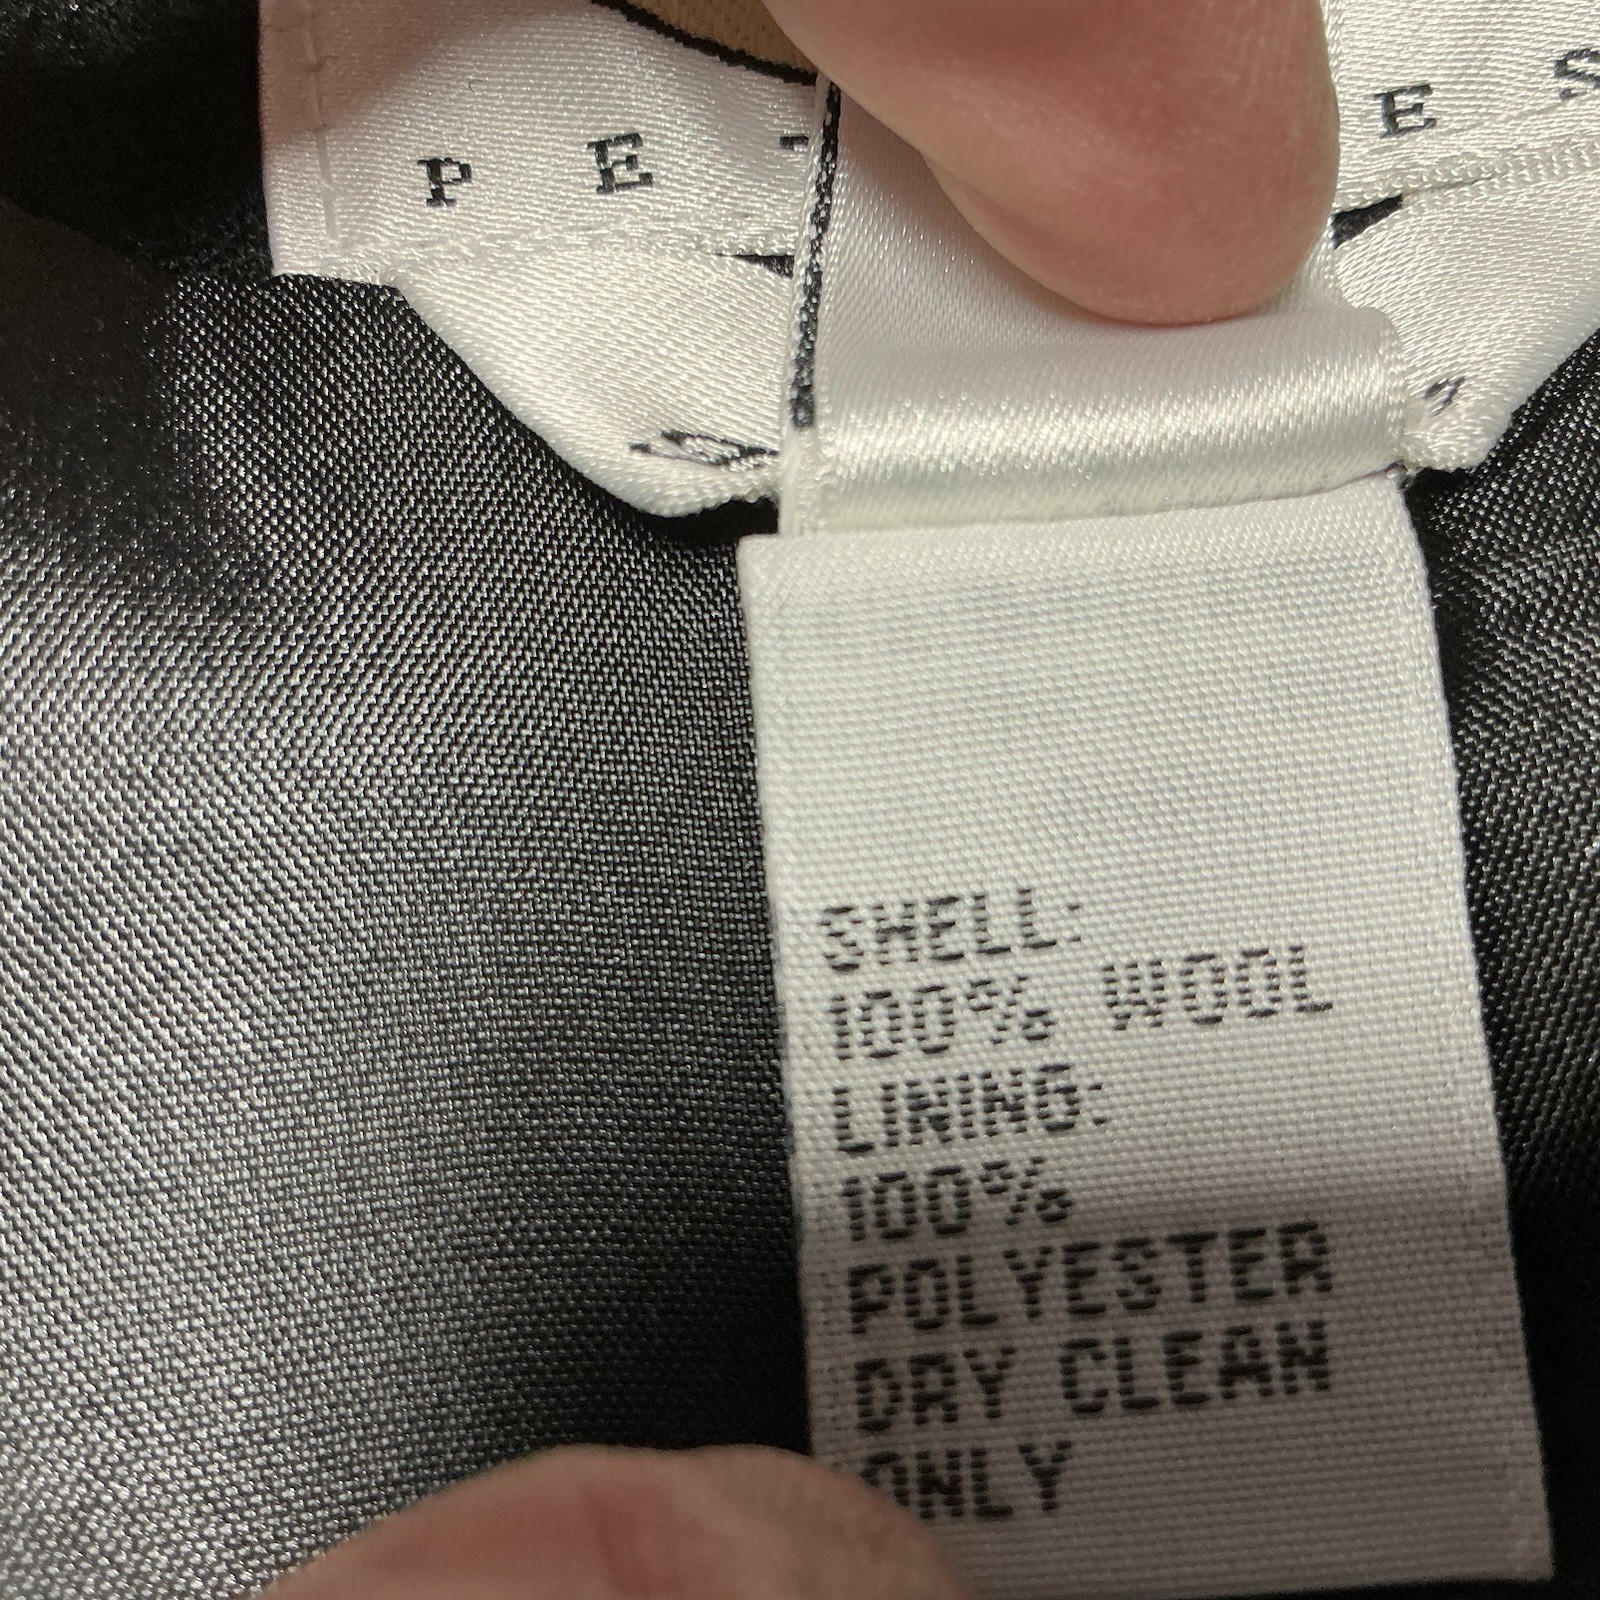 SHELL:
100% WOOL
LINING:
100%
POLYESTER
DRY CLEAN
ONLY